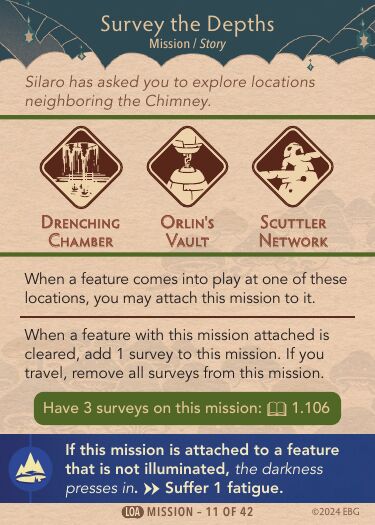 Survey the Depths
Mission / Story
Silaro has asked you to explore locations
neighboring the Chimney.
Drenching Orlin's Scuttler
Chamber Vault Network
When a feature comes into play at one of these
locations, you may attach this mission to it.
When a feature with this mission attached is
cleared, add 1 survey to this mission. If you
travel, remove all surveys from this mission.
Have 3 surveys on this mission: 1.106
If this mission is attached to a feature
that is not illuminated, the darkness
presses in. Suffer 1 fatigue.
LOA MISSION – 11 OF 42 ©2024 EBG